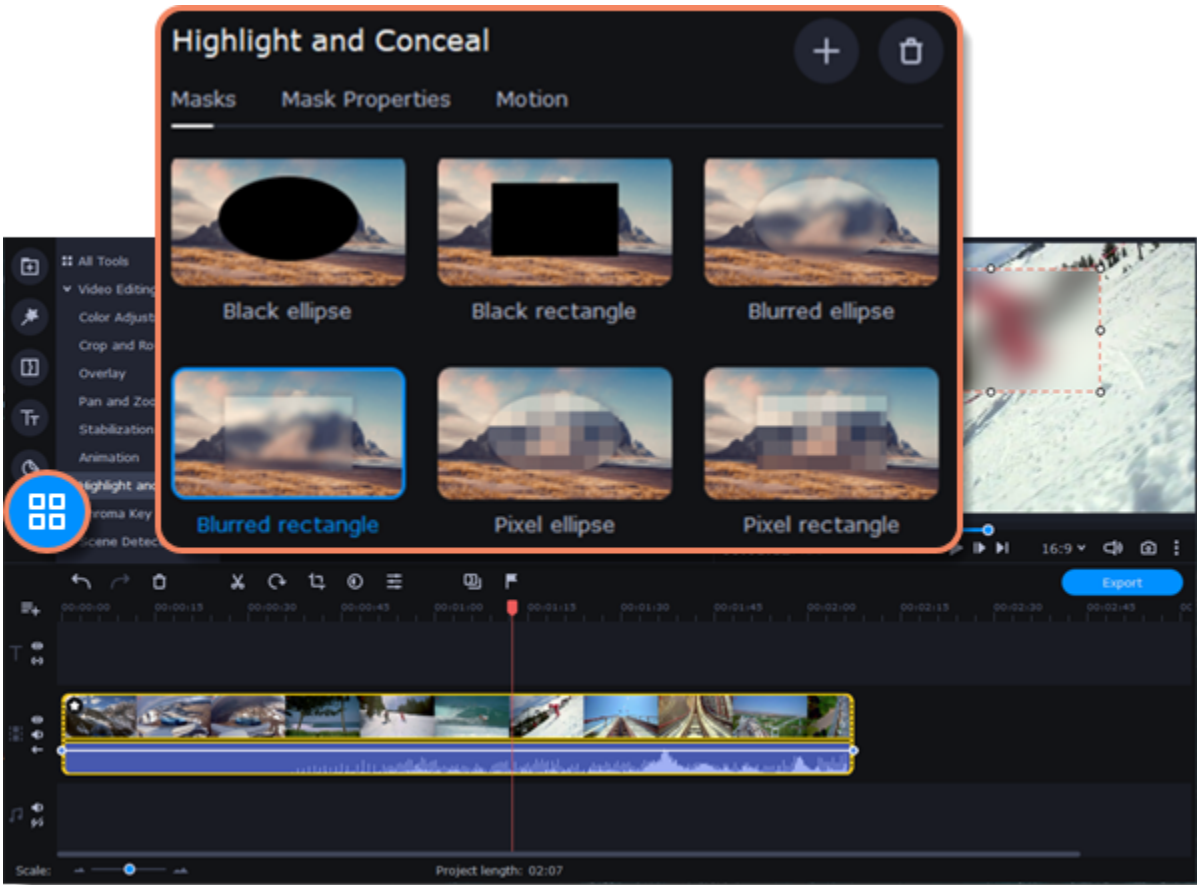 Highlight and Conceal
Masks Mask Properties Motion
Black ellipse Black rectangle Blurred ellipse
Blurred rectangle Pixel ellipse Pixel rectangle
All Tools
Video Editing
Color Adjust
Crop and Ro
Overlay
Pan and Zoo
Stabilization
Animation
Highlight and
Chroma Key
Scene Detec
16:9
Export
00:00:00 00:00:15 00:00:30 00:00:45 00:01:00 00:01:15 00:01:30 00:01:45 00:02:00 00:02:15 00:02:30 00:02:45 00
Scale: Project length: 02:07